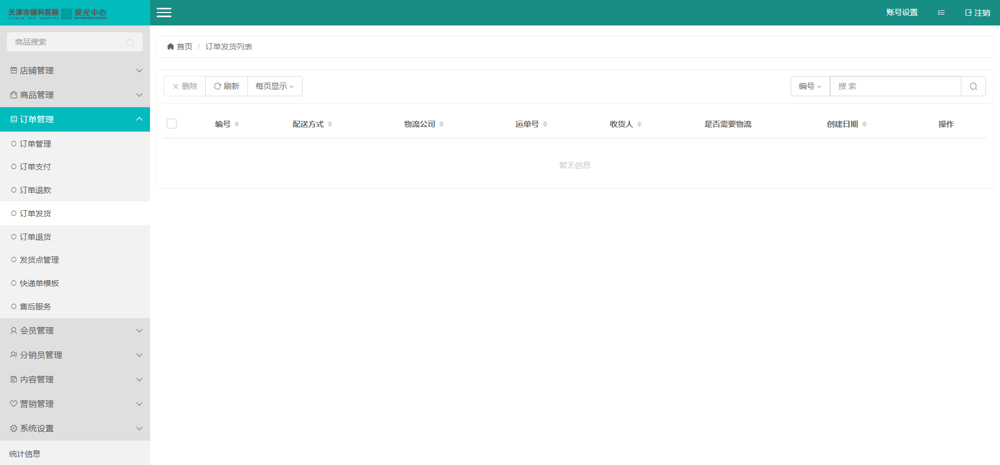 天津市眼科医院 视光中心
TIANJIN EYE HOSPITAL
账号设置
注销
商品搜索
首页 / 订单发货列表
店铺管理
商品管理
订单管理
订单管理
订单支付
订单退款
订单发货
订单退货
发货点管理
快递单模板
售后服务
会员管理
分销员管理
内容管理
营销管理
系统设置
统计信息
删除 刷新 每页显示
编号 搜 索
编号 配送方式 物流公司 运单号 收货人 是否需要物流 创建日期 操作
暂无信息